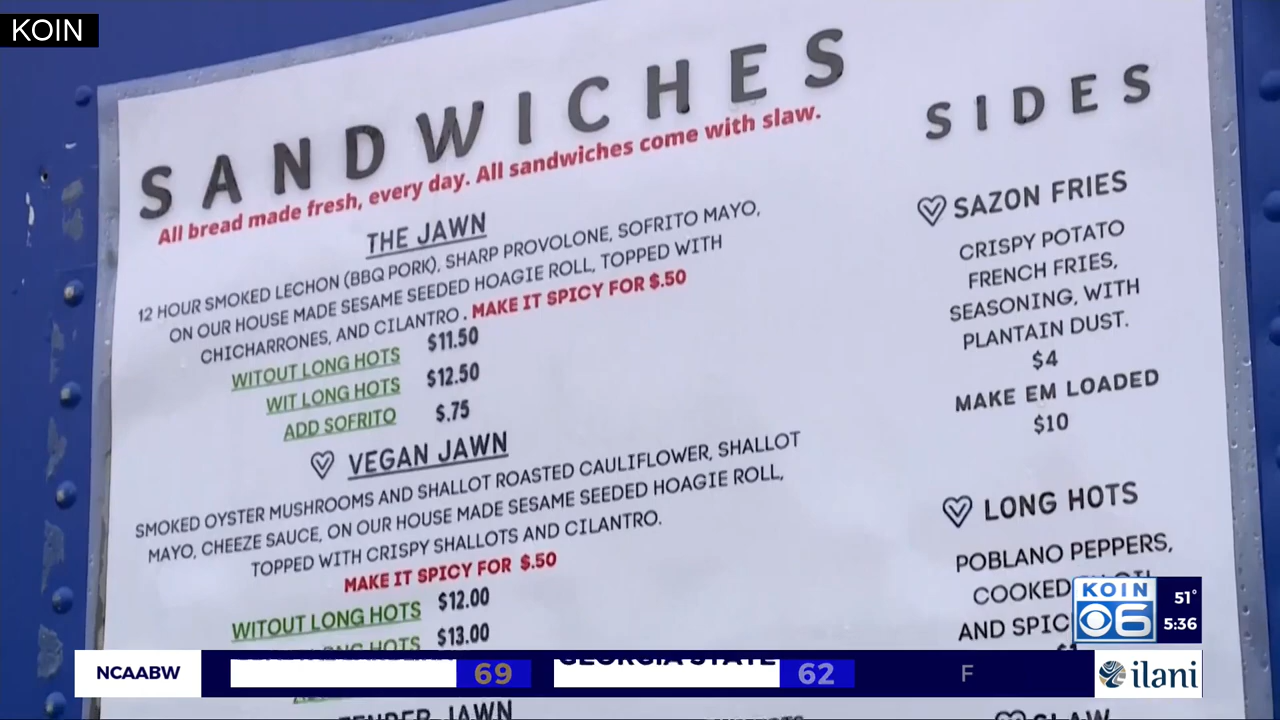 KOIN
SANDWICHES
All bread made fresh, every day. All sandwiches come with slaw.
THE JAWN
12 HOUR SMOKED LECHON (BBQ PORK), SHARP PROVOLONE, SOFRITO MAYO,
ON OUR HOUSE MADE SESAME SEEDED HOAGIE ROLL, TOPPED WITH
CHICHARRONES, AND CILANTRO. MAKE IT SPICY FOR $.50
WITOUT LONG HOTS $11.50
WIT LONG HOTS $12.50
ADD SOFRITO $.75
VEGAN JAWN
SMOKED OYSTER MUSHROOMS AND SHALLOT ROASTED CAULIFLOWER, SHALLOT
MAYO, CHEEZE SAUCE, ON OUR HOUSE MADE SESAME SEEDED HOAGIE ROLL,
TOPPED WITH CRISPY SHALLOTS AND CILANTRO.
MAKE IT SPICY FOR $.50
WITOUT LONG HOTS $12.00
LONG HOTS $13.00
JAWN
SIDES
SAZON FRIES
CRISPY POTATO
FRENCH FRIES,
SEASONING, WITH
PLANTAIN DUST.
$4
MAKE EM LOADED
$10
LONG HOTS
POBLANO PEPPERS,
COOKED
AND
SLAW
KOIN
6
51°
5:36
NCAABW
69
GEORGIA STATE 62
F
ilani